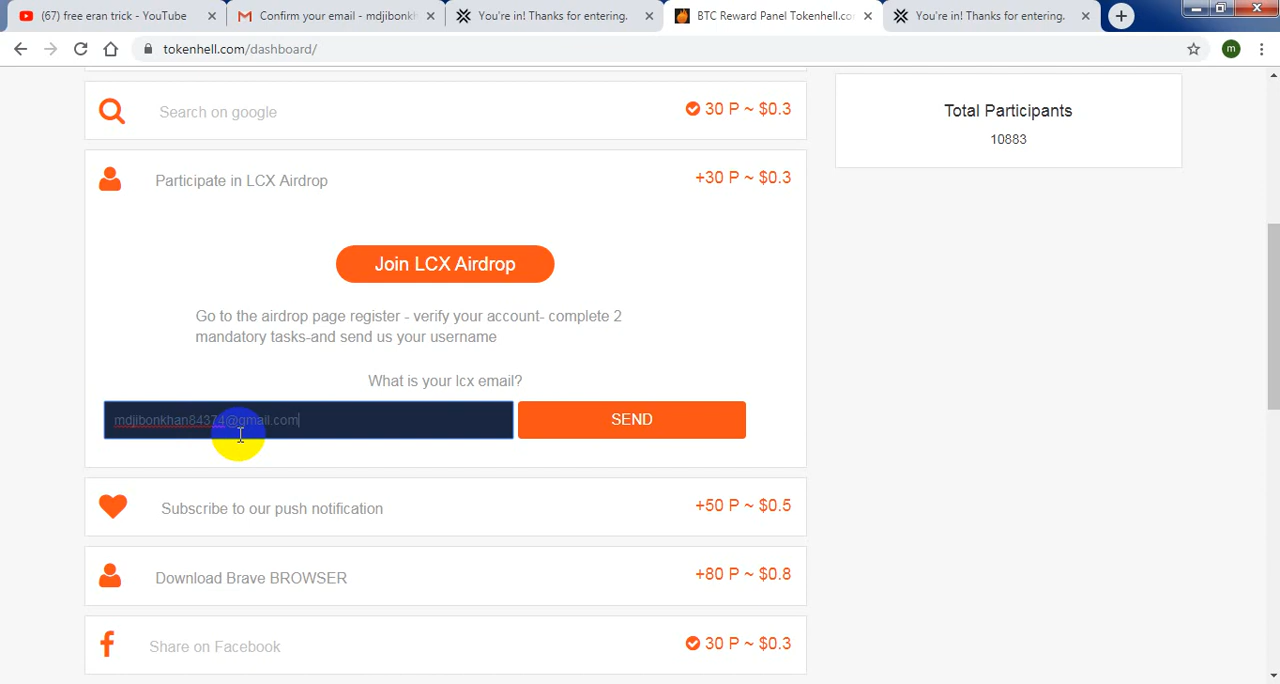 (67) free eran trick - YouTube
Confirm your email - mdjibonkh
You're in! Thanks for entering.
BTC Reward Panel Tokenhell.co
You're in! Thanks for entering.
tokenhell.com/dashboard/
m
Search on google
30 P ~ $0.3
Total Participants
10883
Participate in LCX Airdrop
+30 P ~ $0.3
Join LCX Airdrop
Go to the airdrop page register - verify your account- complete 2
mandatory tasks-and send us your username
What is your lcx email?
mdjibonkhan84374@gmail.com
SEND
Subscribe to our push notification
+50 P ~ $0.5
Download Brave BROWSER
+80 P ~ $0.8
Share on Facebook
30 P ~ $0.3